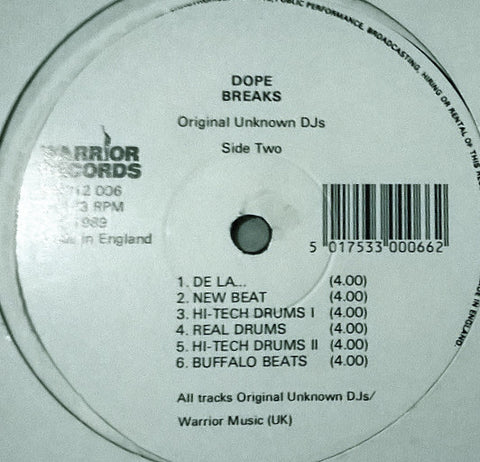 PUBLIC PERFORMANCE, BROADCASTING, HIRING OR RENTAL OF THIS
DOPE
BREAKS
Original Unknown DJs
Side Two
WARRIOR
RECORDS
12 006
RPM
1989
in England
5 017533 000662
1. DE LA... (4.00)
2. NEW BEAT (4.00)
3. HI-TECH DRUMS I (4.00)
4. REAL DRUMS (4.00)
5. HI-TECH DRUMS II (4.00)
6. BUFFALO BEATS (4.00)
All tracks Original Unknown DJs/
Warrior Music (UK)
IN ENGLAND.